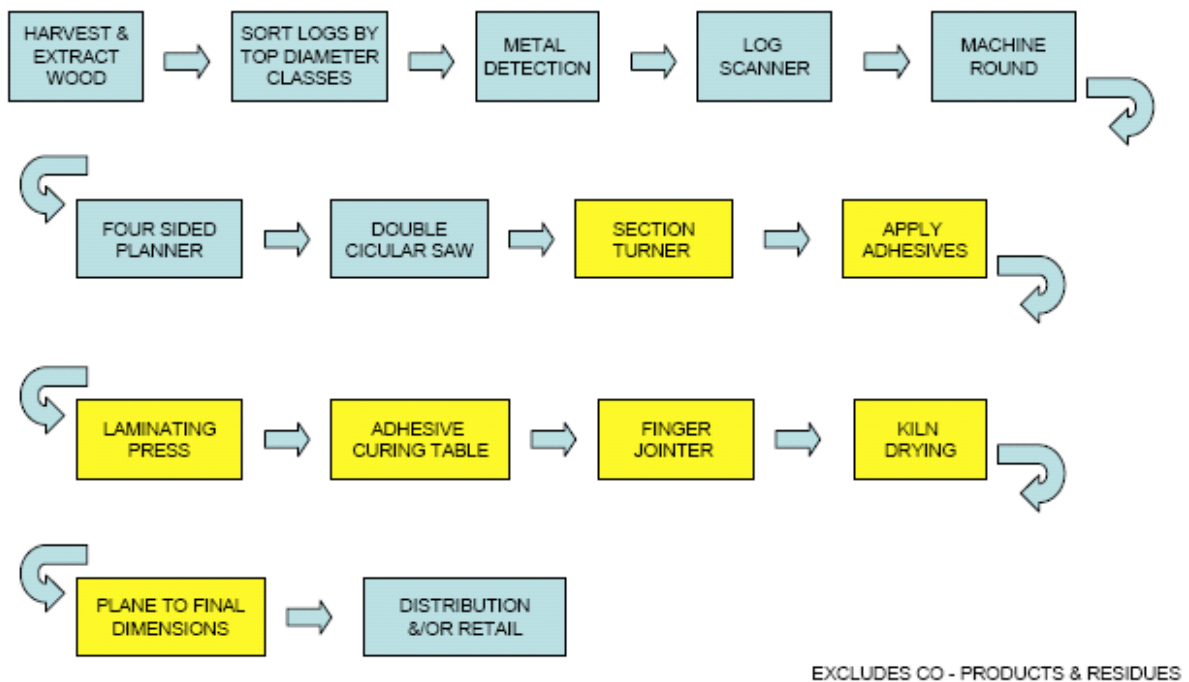 HARVEST &
EXTRACT
WOOD
SORT LOGS BY
TOP DIAMETER
CLASSES
METAL
DETECTION
LOG
SCANNER
MACHINE
ROUND
FOUR SIDED
PLANNER
DOUBLE
CICULAR SAW
SECTION
TURNER
APPLY
ADHESIVES
LAMINATING
PRESS
ADHESIVE
CURING TABLE
FINGER
JOINTER
KILN
DRYING
PLANE TO FINAL
DIMENSIONS
DISTRIBUTION
&/OR RETAIL
EXCLUDES CO - PRODUCTS & RESIDUES